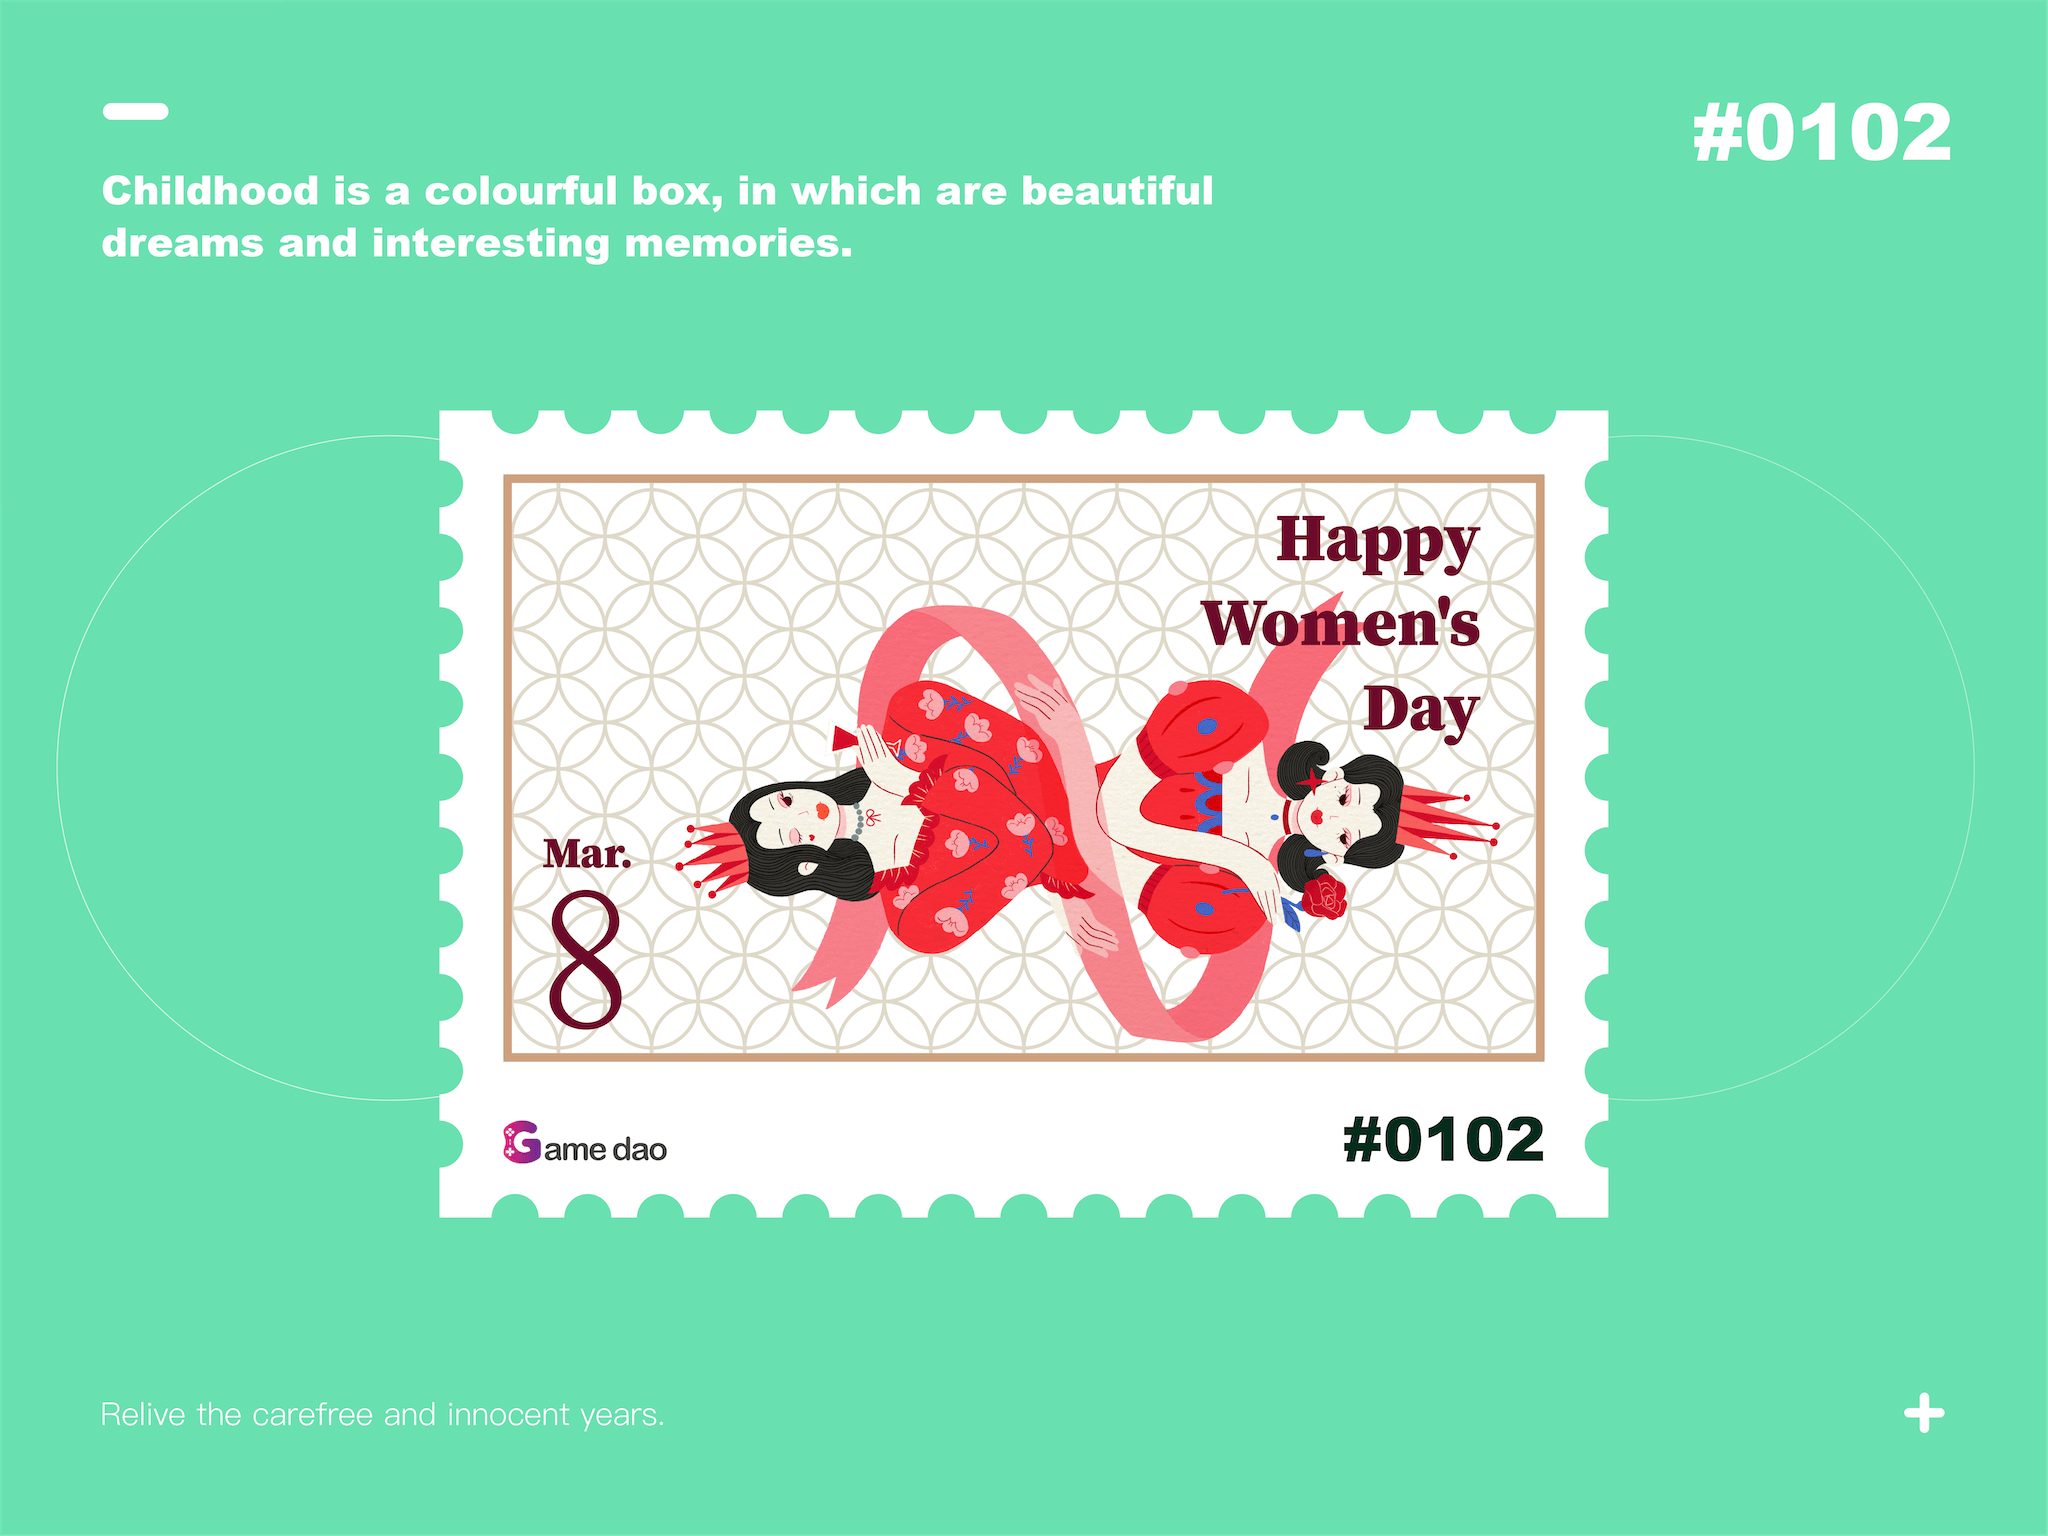 #0102
Childhood is a colourful box, in which are beautiful
dreams and interesting memories.
Happy
Women's
Day
Mar.
8
Game dao
#0102
Relive the carefree and innocent years.